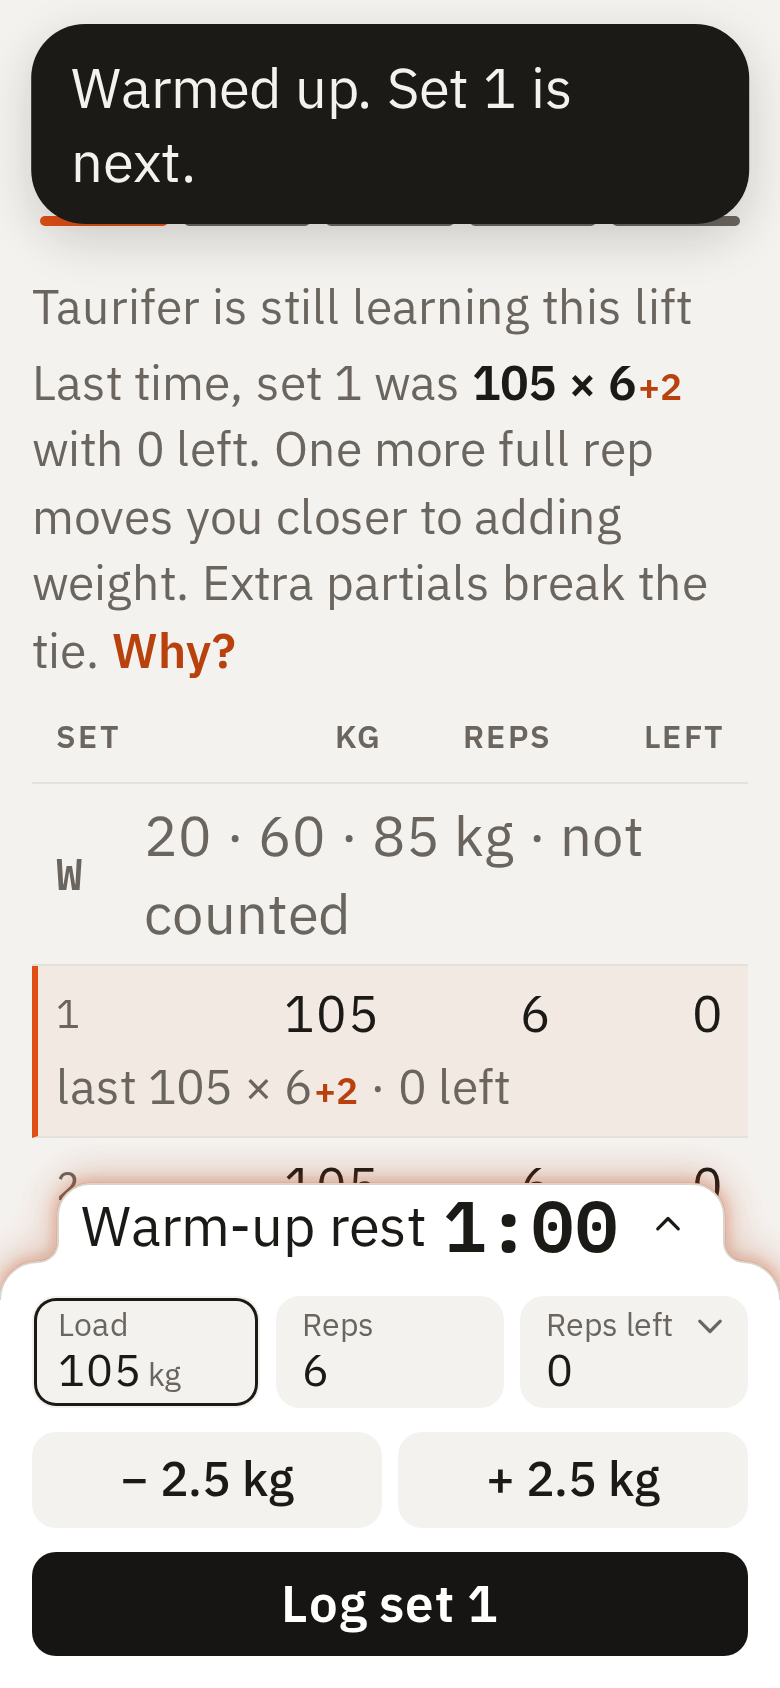 Warmed up. Set 1 is
next.
Taurifer is still learning this lift
Last time, set 1 was 105 × 6+2
with 0 left. One more full rep
moves you closer to adding
weight. Extra partials break the
tie. Why?
SET KG REPS LEFT
W 20 · 60 · 85 kg · not
counted
1 105 6 0
last 105 × 6+2 · 0 left
2 105 6 0
Warm-up rest 1:00
Load Reps Reps left
105 kg 6 0
− 2.5 kg + 2.5 kg
Log set 1